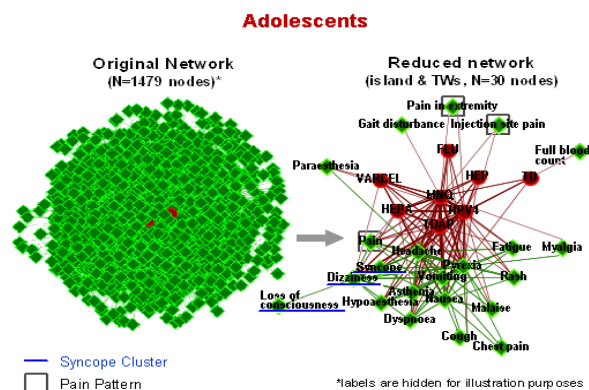 Adolescents
Original Network
(N=1479 nodes)*
Reduced network
(island & TWs, N=30 nodes)
Pain in extremity
Gait disturbance
Injection site pain
FLU
Full blood
count
Paraesthesia
VARCEL
HEP
TD
MNQ
HEPA
HPV4
TDAP
Pain
Headache
Fatigue
Myalgia
Syncope
Pyrexia
Dizziness
Vomiting
Rash
Asthenia
Loss of
consciousness
Hypoaesthesia
Nausea
Malaise
Dyspnoea
Cough
Chest pain
Syncope Cluster
Pain Pattern
*labels are hidden for illustration purposes